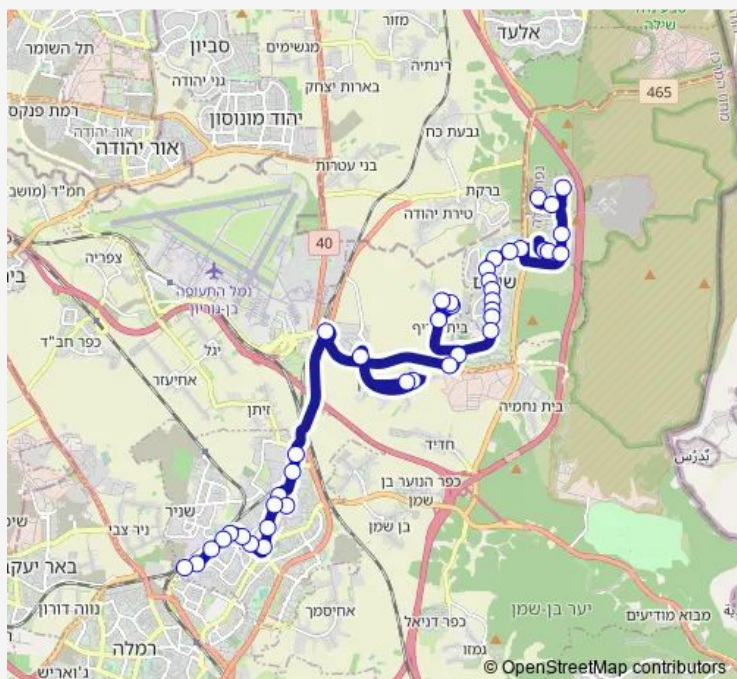 סביון
מגשימים
מזור
אלעד
שילה
תל השומר
גני יהודה
רינתיה
בארות יצחק
465
רמת פנקס
יהוד מונוסון
אור יהודה
אור יהודה
גבעת כח
בני עטרות
ברקת
חמ"ד (מושב
טירת יהודה
40
צפריה
נמל התעופה
בן-גוריון
כפר חב"ד
יגל
אחיעזר
זיתן
בית נחמיה
חדיד
בُدْرُس
שניר
כפר הנוער בן
שמן
ניר צבי
בן שמן
באר יעקב
יער בן-שמן
אחיסמך
מבוא מודיעים
נווה דורון
כפר דניאל
רמלה
גמזו
ג'ואריש
© OpenStreetMap contributors